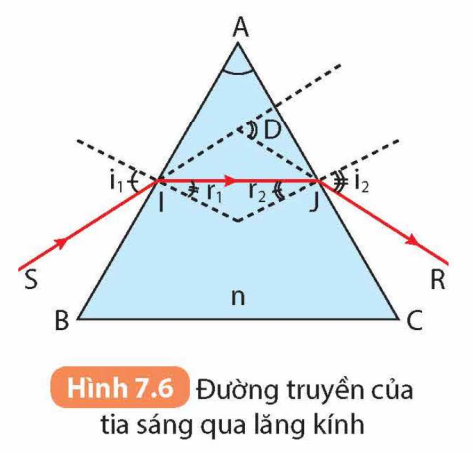 A
D
i₁ r₁ r₂ i₂
I J
S R
n
B C
Hình 7.6 Đường truyền của
tia sáng qua lăng kính